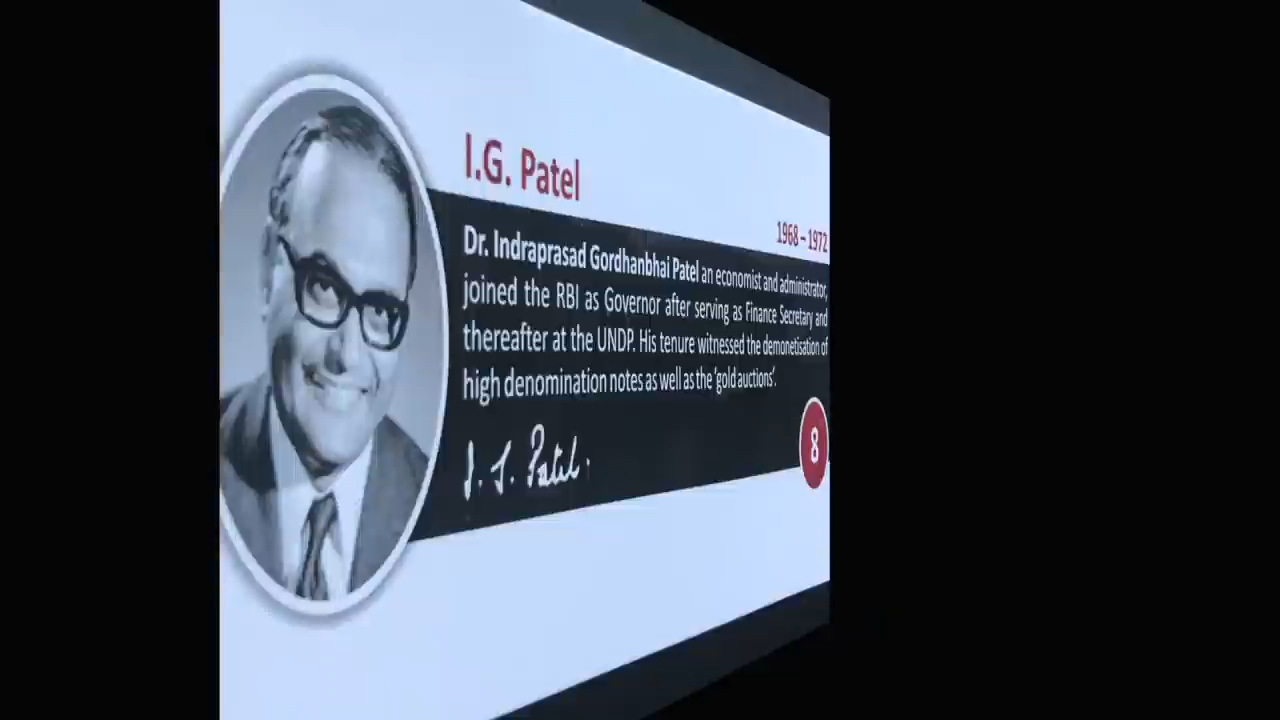 I.G. Patel
1968 – 1972
Dr. Indraprasad Gordhanbhai Patel an economist and administrator,
joined the RBI as Governor after serving as Finance Secretary and
thereafter at the UNDP. His tenure witnessed the demonetisation of
high denomination notes as well as the 'gold auctions'.
I. G. Patel.
8